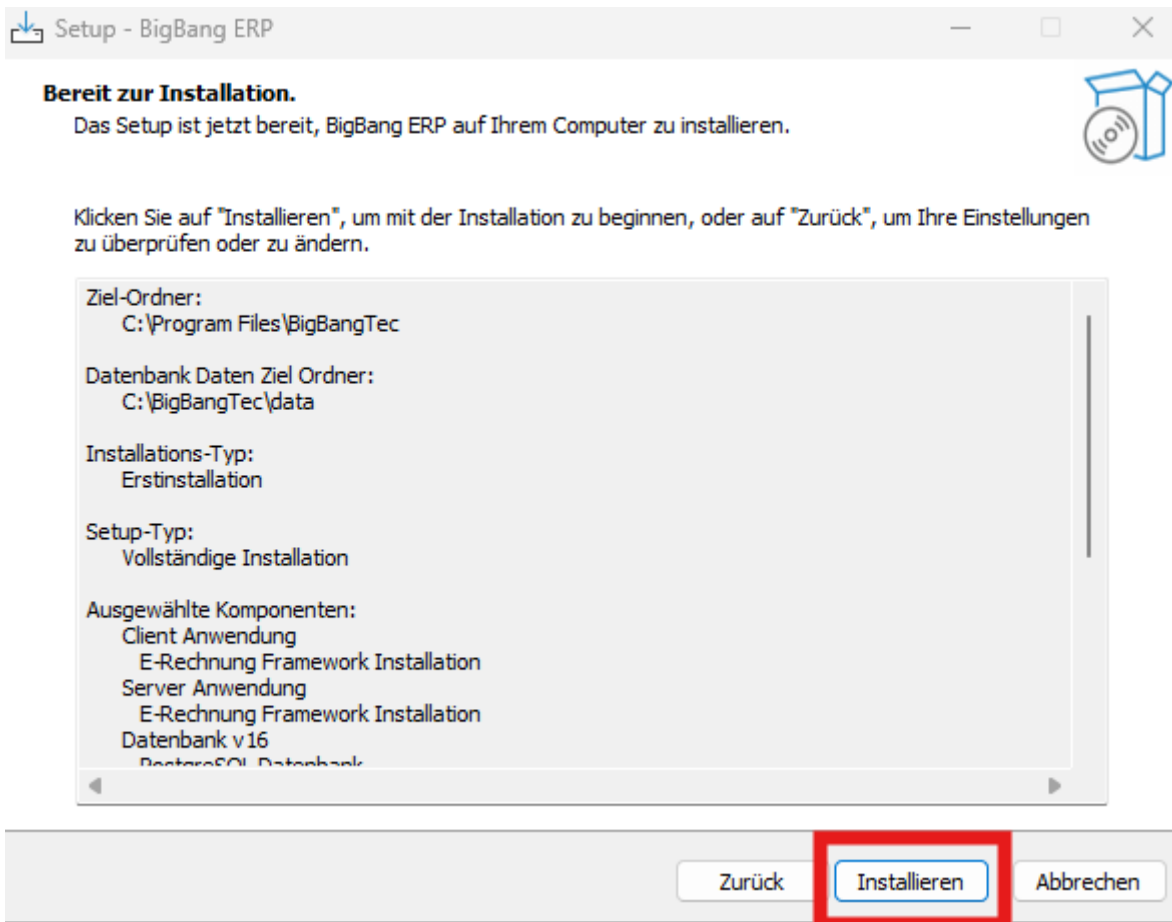 Setup - BigBang ERP
Bereit zur Installation.
Das Setup ist jetzt bereit, BigBang ERP auf Ihrem Computer zu installieren.
Klicken Sie auf "Installieren", um mit der Installation zu beginnen, oder auf "Zurück", um Ihre Einstellungen
zu überprüfen oder zu ändern.
Ziel-Ordner:
C:\Program Files\BigBangTec
Datenbank Daten Ziel Ordner:
C:\BigBangTec\data
Installations-Typ:
Erstinstallation
Setup-Typ:
Vollständige Installation
Ausgewählte Komponenten:
Client Anwendung
E-Rechnung Framework Installation
Server Anwendung
E-Rechnung Framework Installation
Datenbank v16
PostgreSQL Datenbank
Zurück
Installieren
Abbrechen